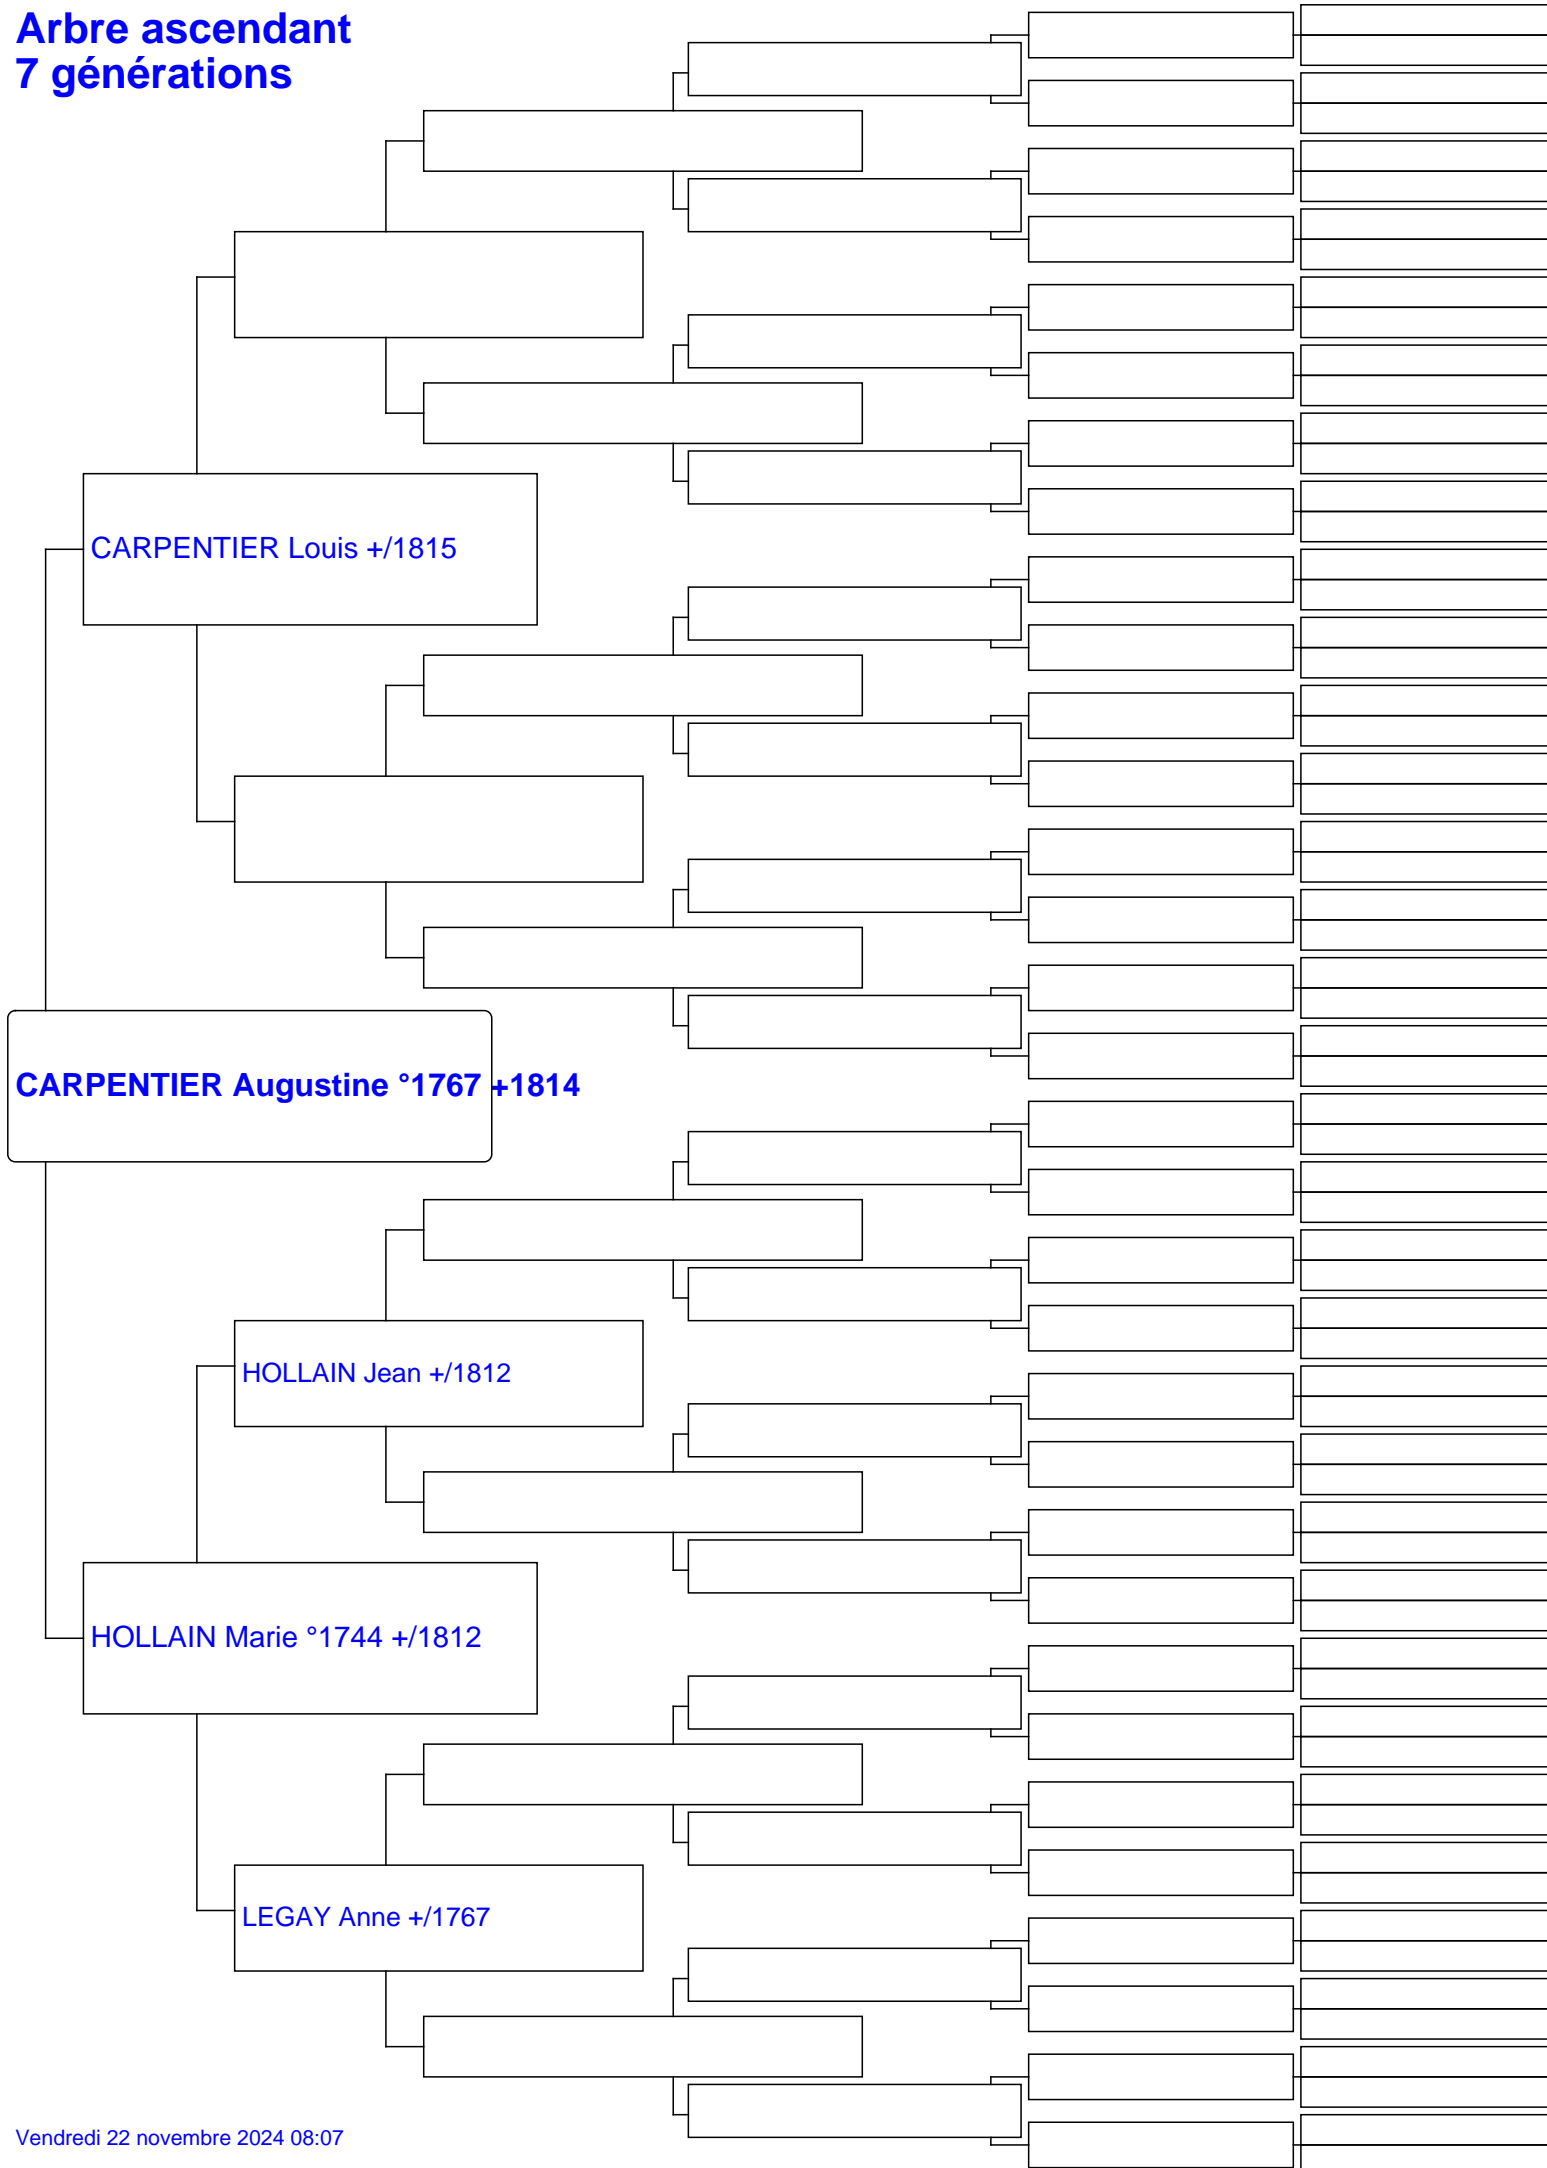 Arbre ascendant
7 générations
CARPENTIER Louis +/1815
CARPENTIER Augustine °1767 +1814
HOLLAIN Jean +/1812
HOLLAIN Marie °1744 +/1812
LEGAY Anne +/1767
Vendredi 22 novembre 2024 08:07